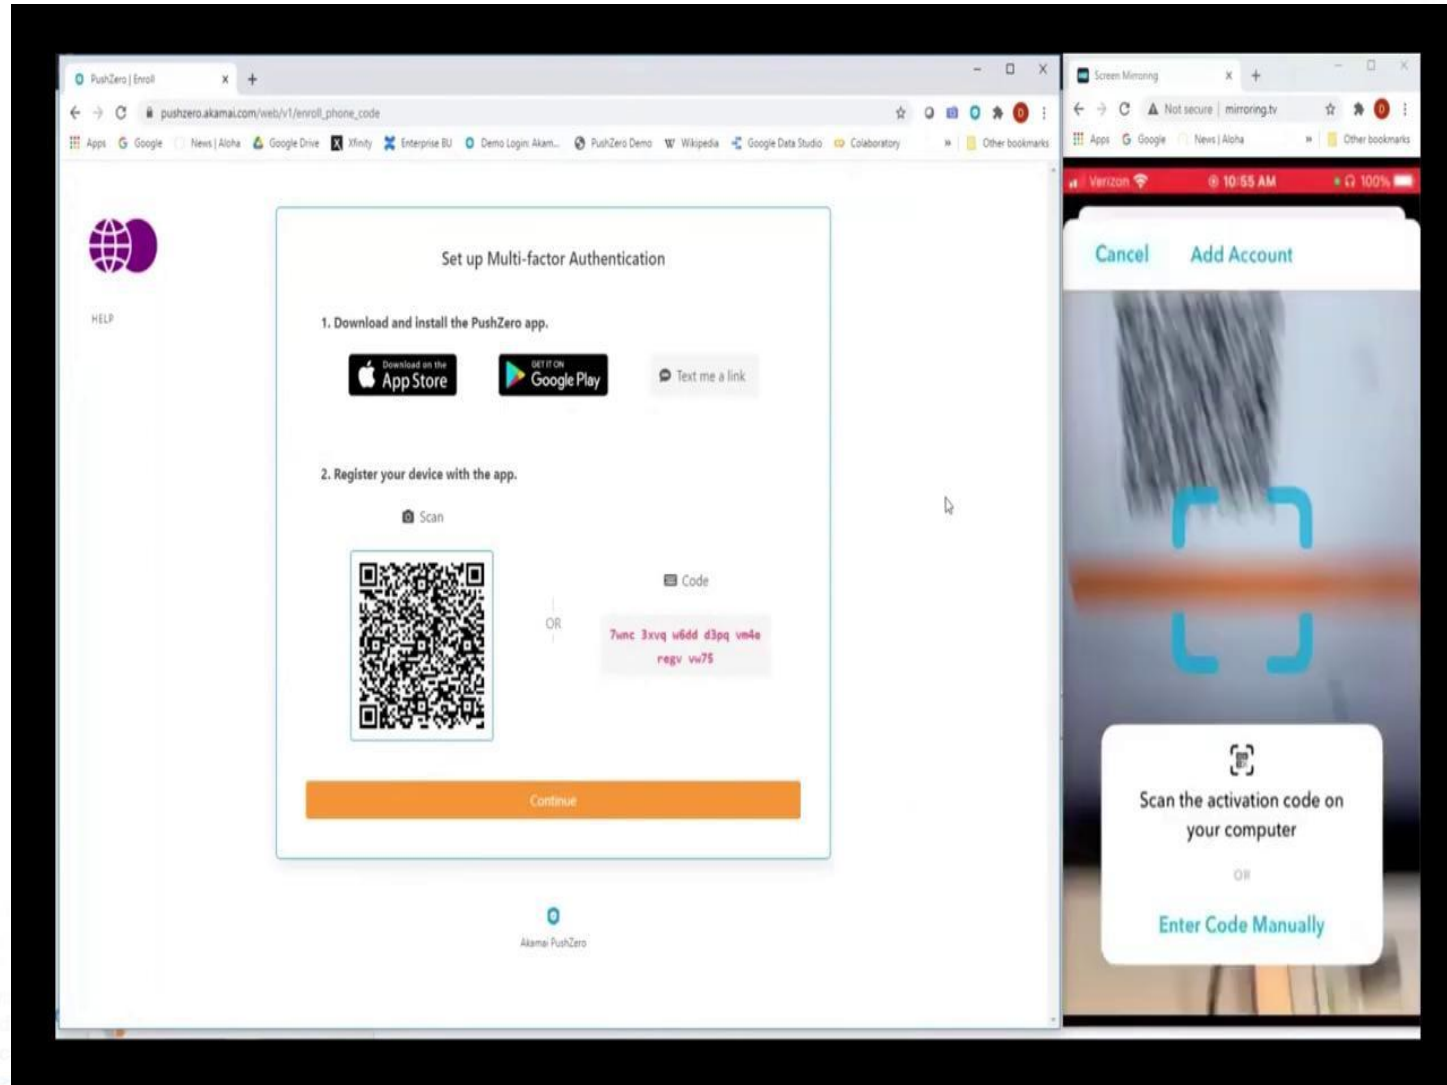 PushZero | Enroll
pushzero.akamai.com/web/v1/enroll_phone_code
Apps Google News | Aloha Google Drive Xfinity Enterprise BU Demo Login: Akam... PushZero Demo Wikipedia Google Data Studio Colaboratory » Other bookmarks
HELP
Set up Multi-factor Authentication
1. Download and install the PushZero app.
Download on the
App Store
GET IT ON
Google Play
Text me a link
2. Register your device with the app.
Scan
OR
Code
7wnc 3xvq w6dd d3pq vm4e
regv vw75
Continue
Akamai PushZero
Screen Mirroring
Not secure | mirroring.tv
Apps Google News | Aloha » Other bookmarks
Verizon 10:55 AM 100%
Cancel Add Account
Scan the activation code on
your computer
OR
Enter Code Manually